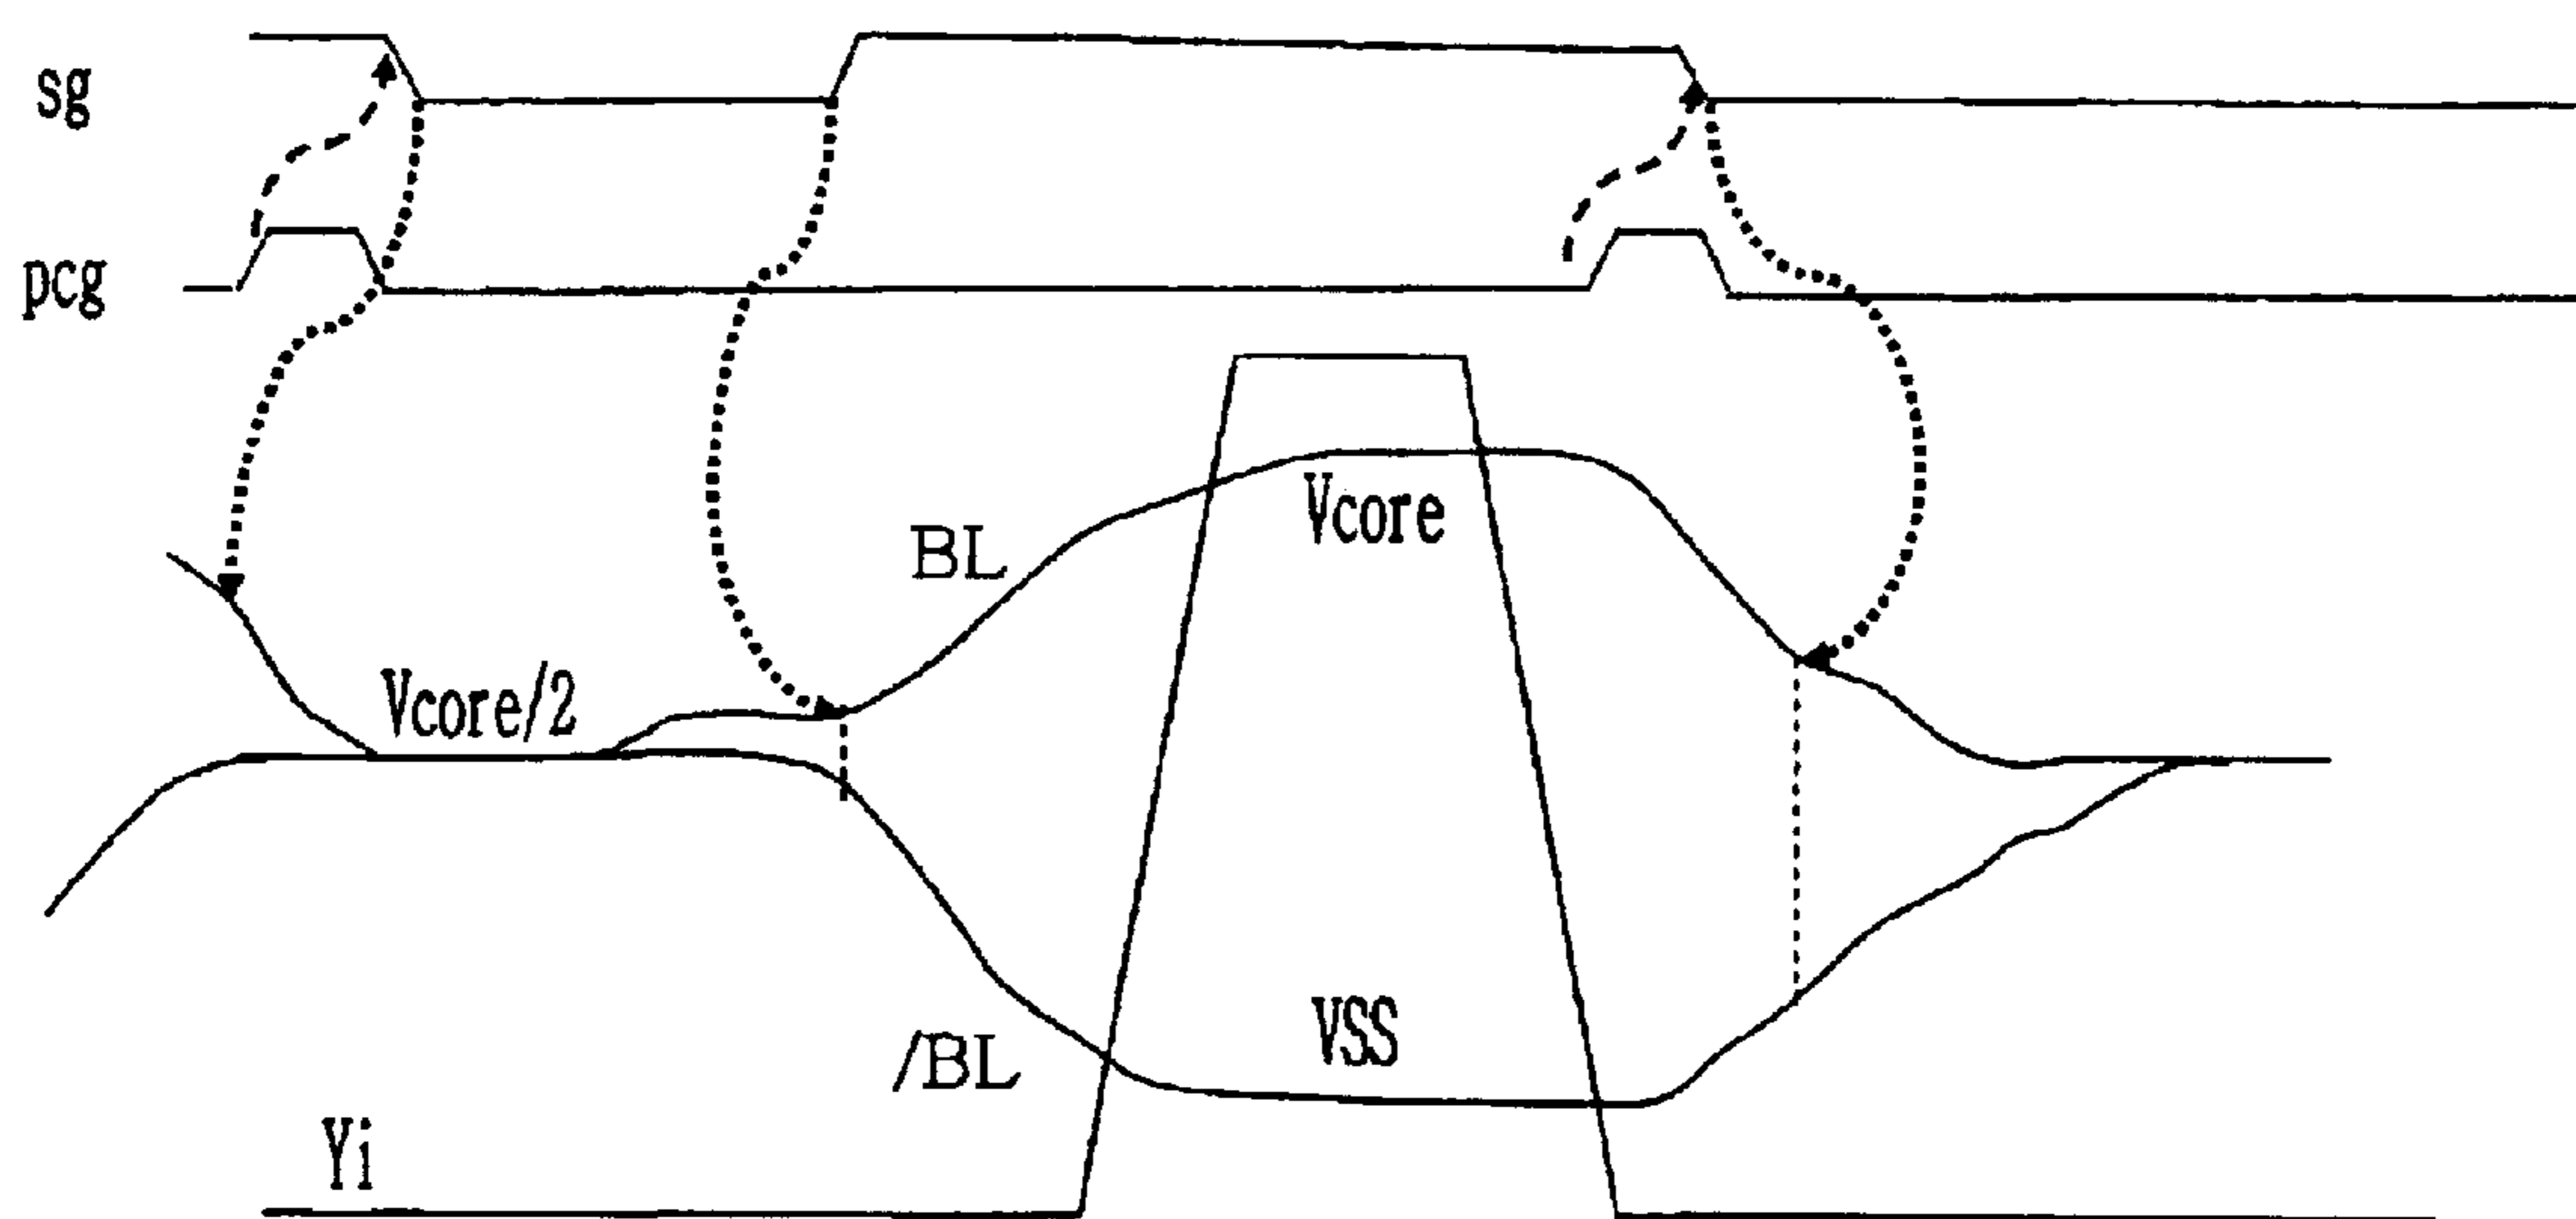 sg
pcg
Vcore
BL
Vcore/2
VSS
/BL
Yi